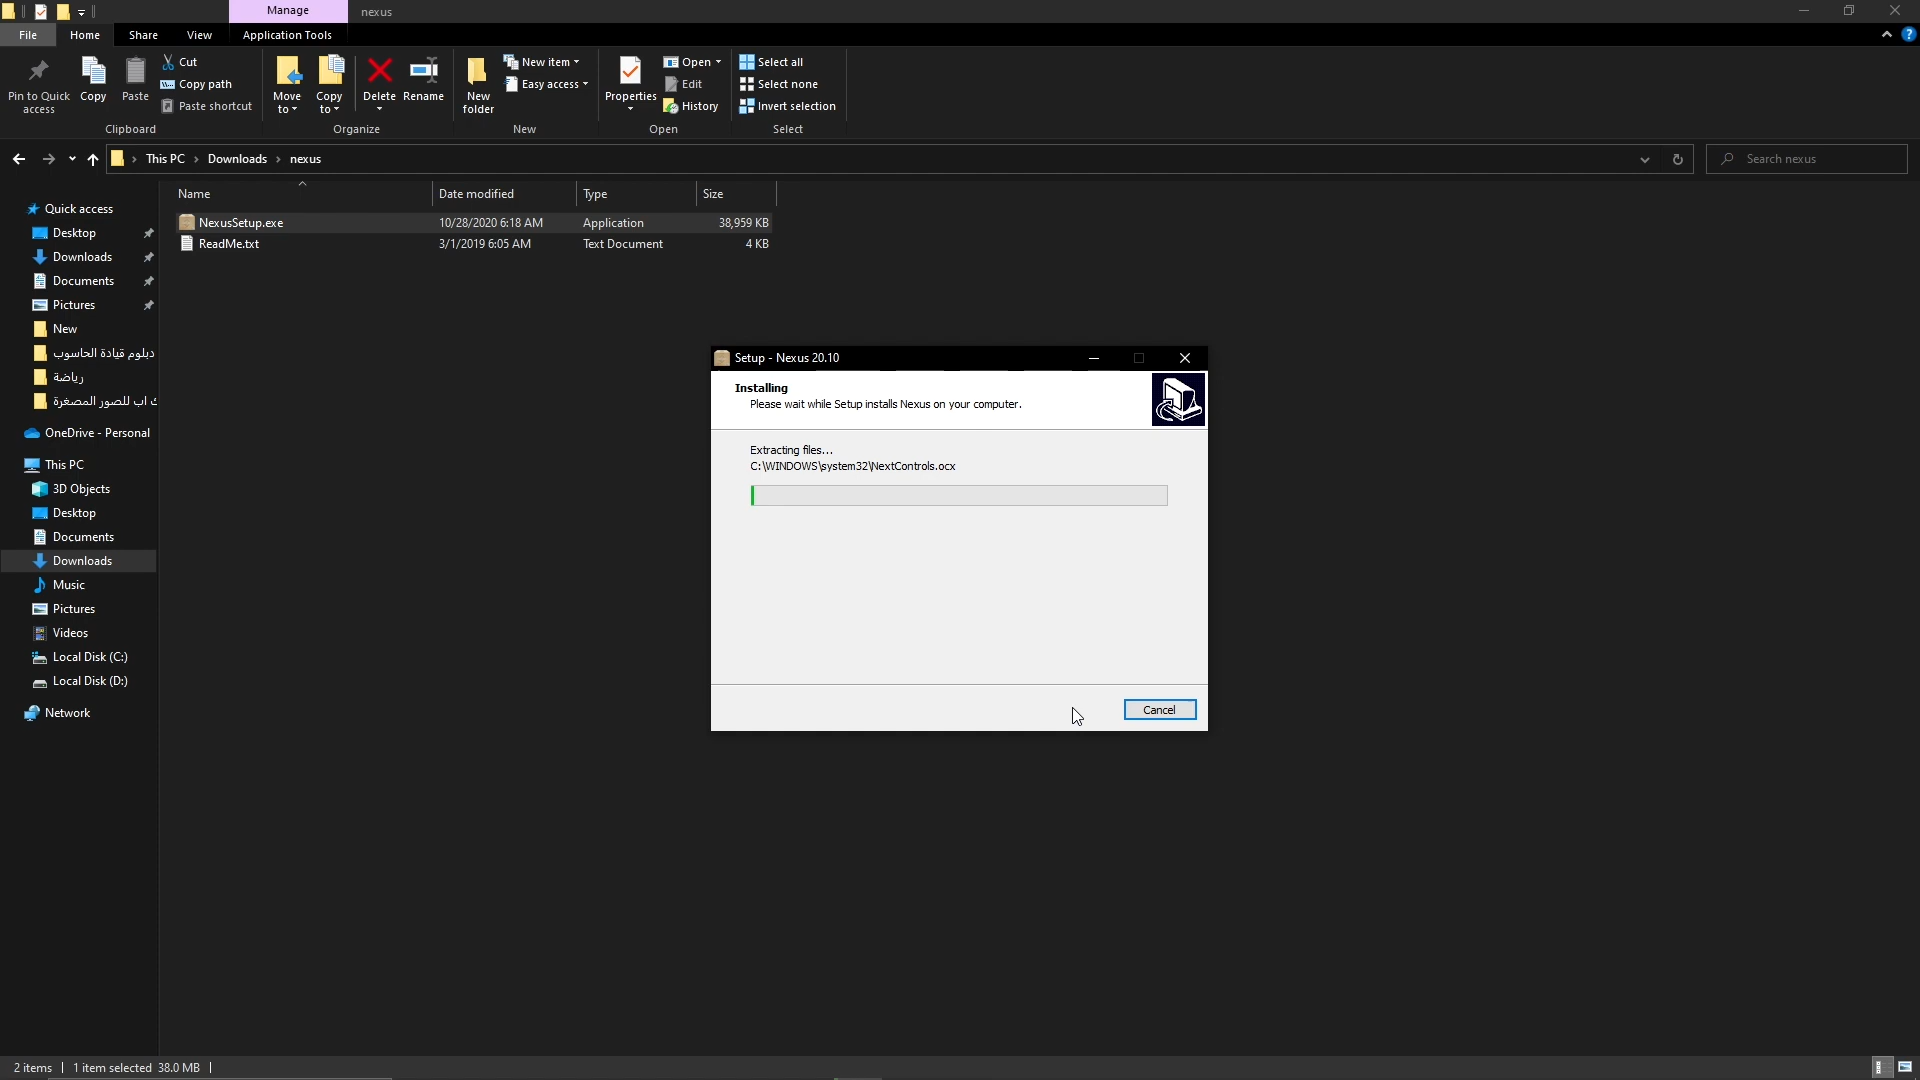 Manage
nexus
File
Home
Share
View
Application Tools
Pin to Quick access
Copy
Paste
Cut
Copy path
Paste shortcut
Clipboard
Move to
Copy to
Delete
Rename
Organize
New folder
New item
Easy access
New
Properties
Open
Edit
History
Open
Select all
Select none
Invert selection
Select
This PC
Downloads
nexus
Search nexus
Name
Date modified
Type
Size
NexusSetup.exe
10/28/2020 6:18 AM
Application
38,959 KB
ReadMe.txt
3/1/2019 6:05 AM
Text Document
4 KB
Quick access
Desktop
Downloads
Documents
Pictures
New
دبلوم قيادة الحاسوب
رياضة
ك اب للصور المصغرة
OneDrive - Personal
This PC
3D Objects
Desktop
Documents
Downloads
Music
Pictures
Videos
Local Disk (C:)
Local Disk (D:)
Network
Setup - Nexus 20.10
Installing
Please wait while Setup installs Nexus on your computer.
Extracting files...
C:\WINDOWS\system32\NextControls.ocx
Cancel
2 items
1 item selected 38.0 MB